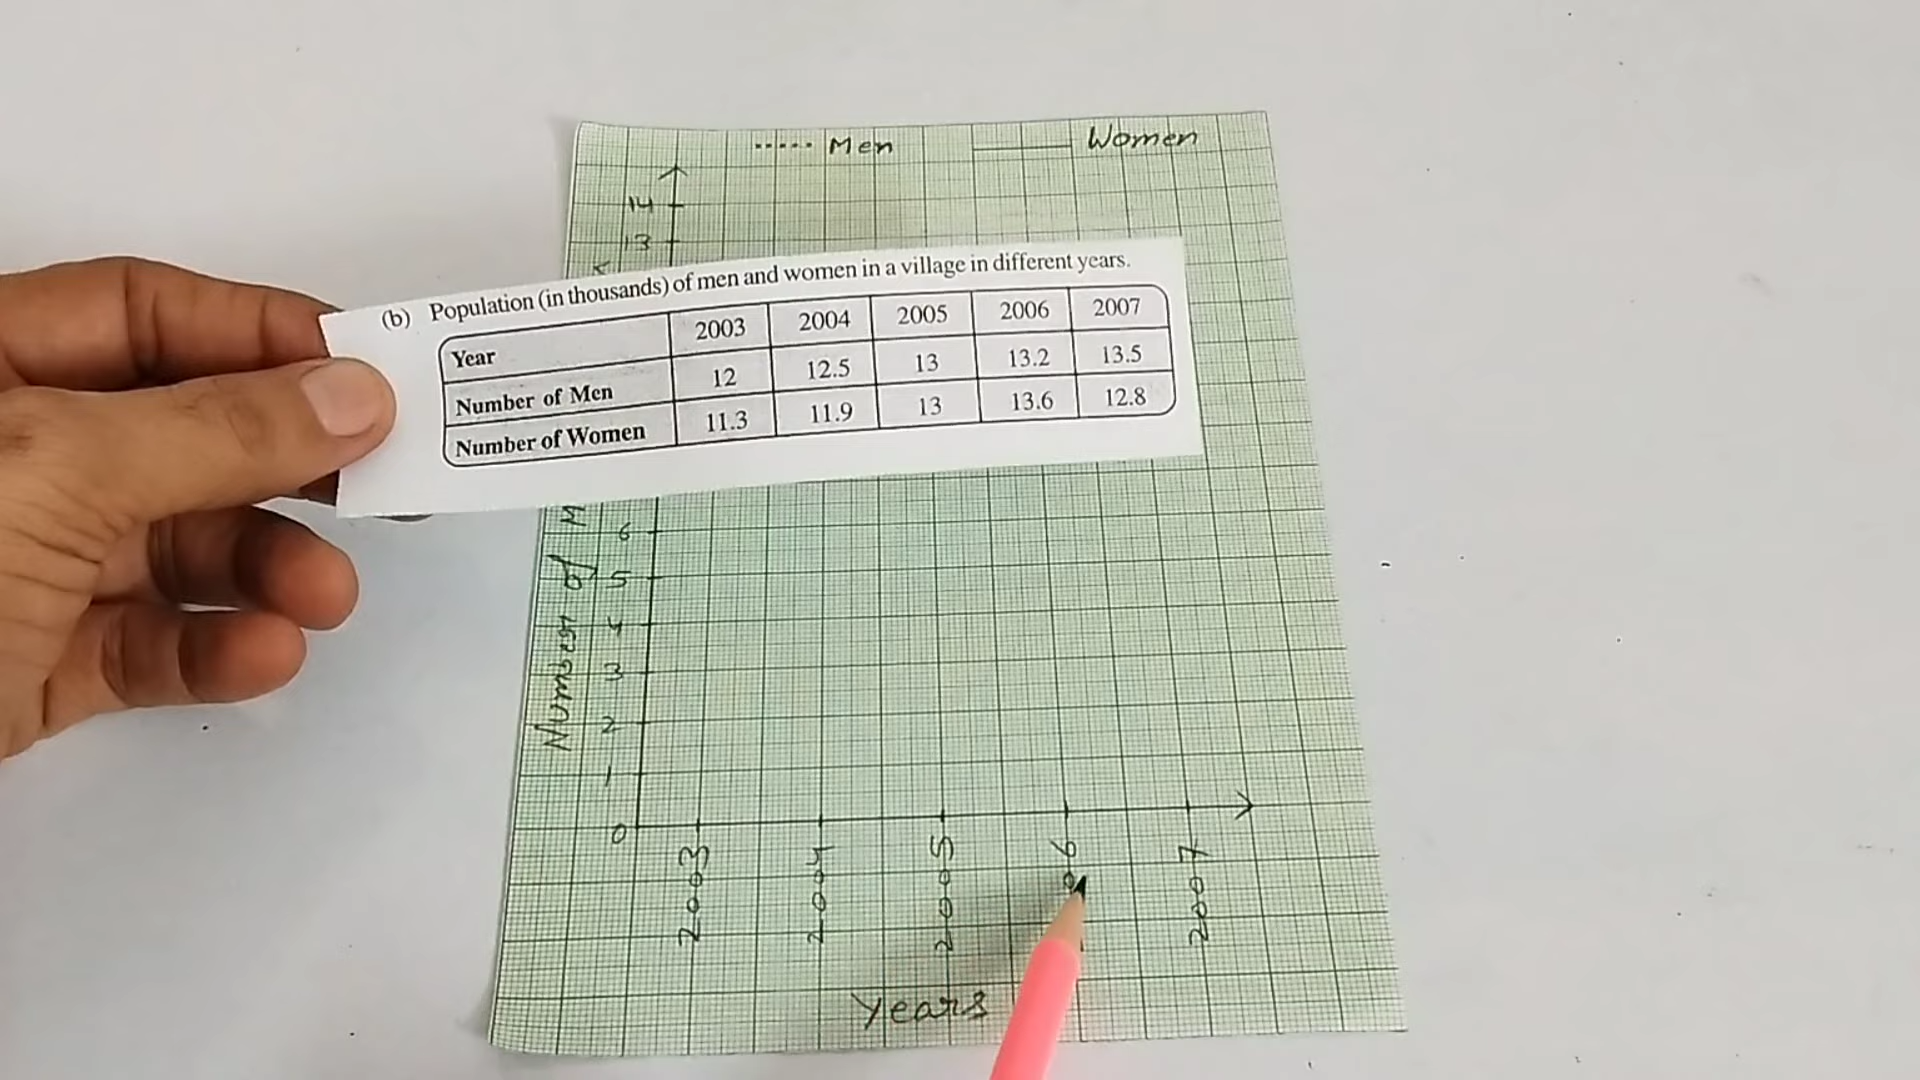 ..... Men ——— Women
14
13
(b) Population (in thousands) of men and women in a village in different years.
Year 2003 2004 2005 2006 2007
Number of Men 12 12.5 13 13.2 13.5
Number of Women 11.3 11.9 13 13.6 12.8
Number of M
6
5
4
3
2
1
0
2003 2004 2005 2007
Years